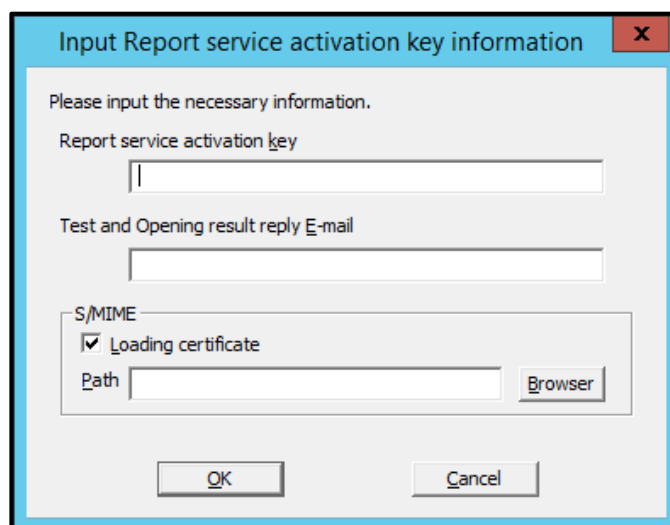 Input Report service activation key information
x
Please input the necessary information.
Report service activation key
Test and Opening result reply E-mail
S/MIME
Loading certificate
Path
Browser
OK
Cancel